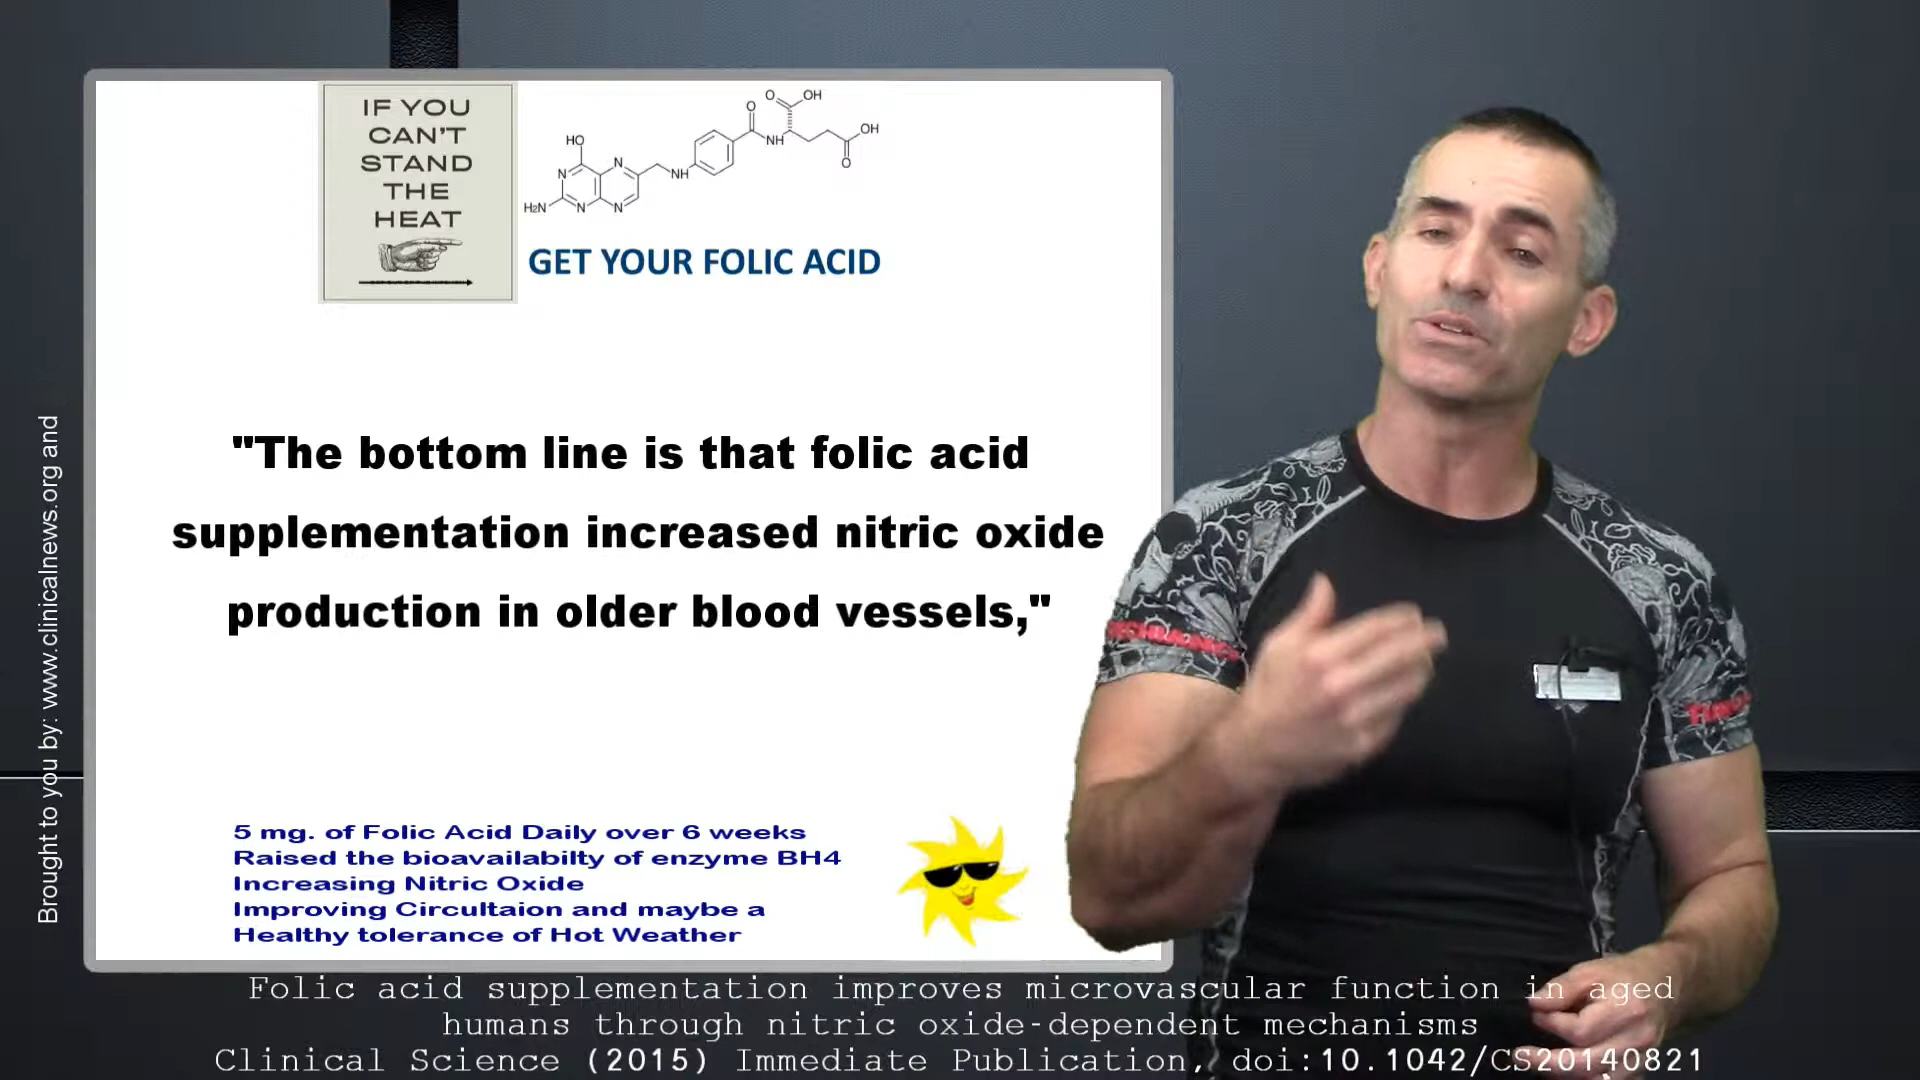 IF YOU
CAN'T
STAND
THE
HEAT
HO
N
N
N
N
H₂N
NH
O
NH
O
OH
OH
O
GET YOUR FOLIC ACID
"The bottom line is that folic acid
supplementation increased nitric oxide
production in older blood vessels,"
5 mg. of Folic Acid Daily over 6 weeks
Raised the bioavailabilty of enzyme BH4
Increasing Nitric Oxide
Improving Circultaion and maybe a
Healthy tolerance of Hot Weather
Brought to you by: www.clinicalnews.org and
Folic acid supplementation improves microvascular function in aged
humans through nitric oxide-dependent mechanisms
Clinical Science (2015) Immediate Publication, doi:10.1042/CS20140821